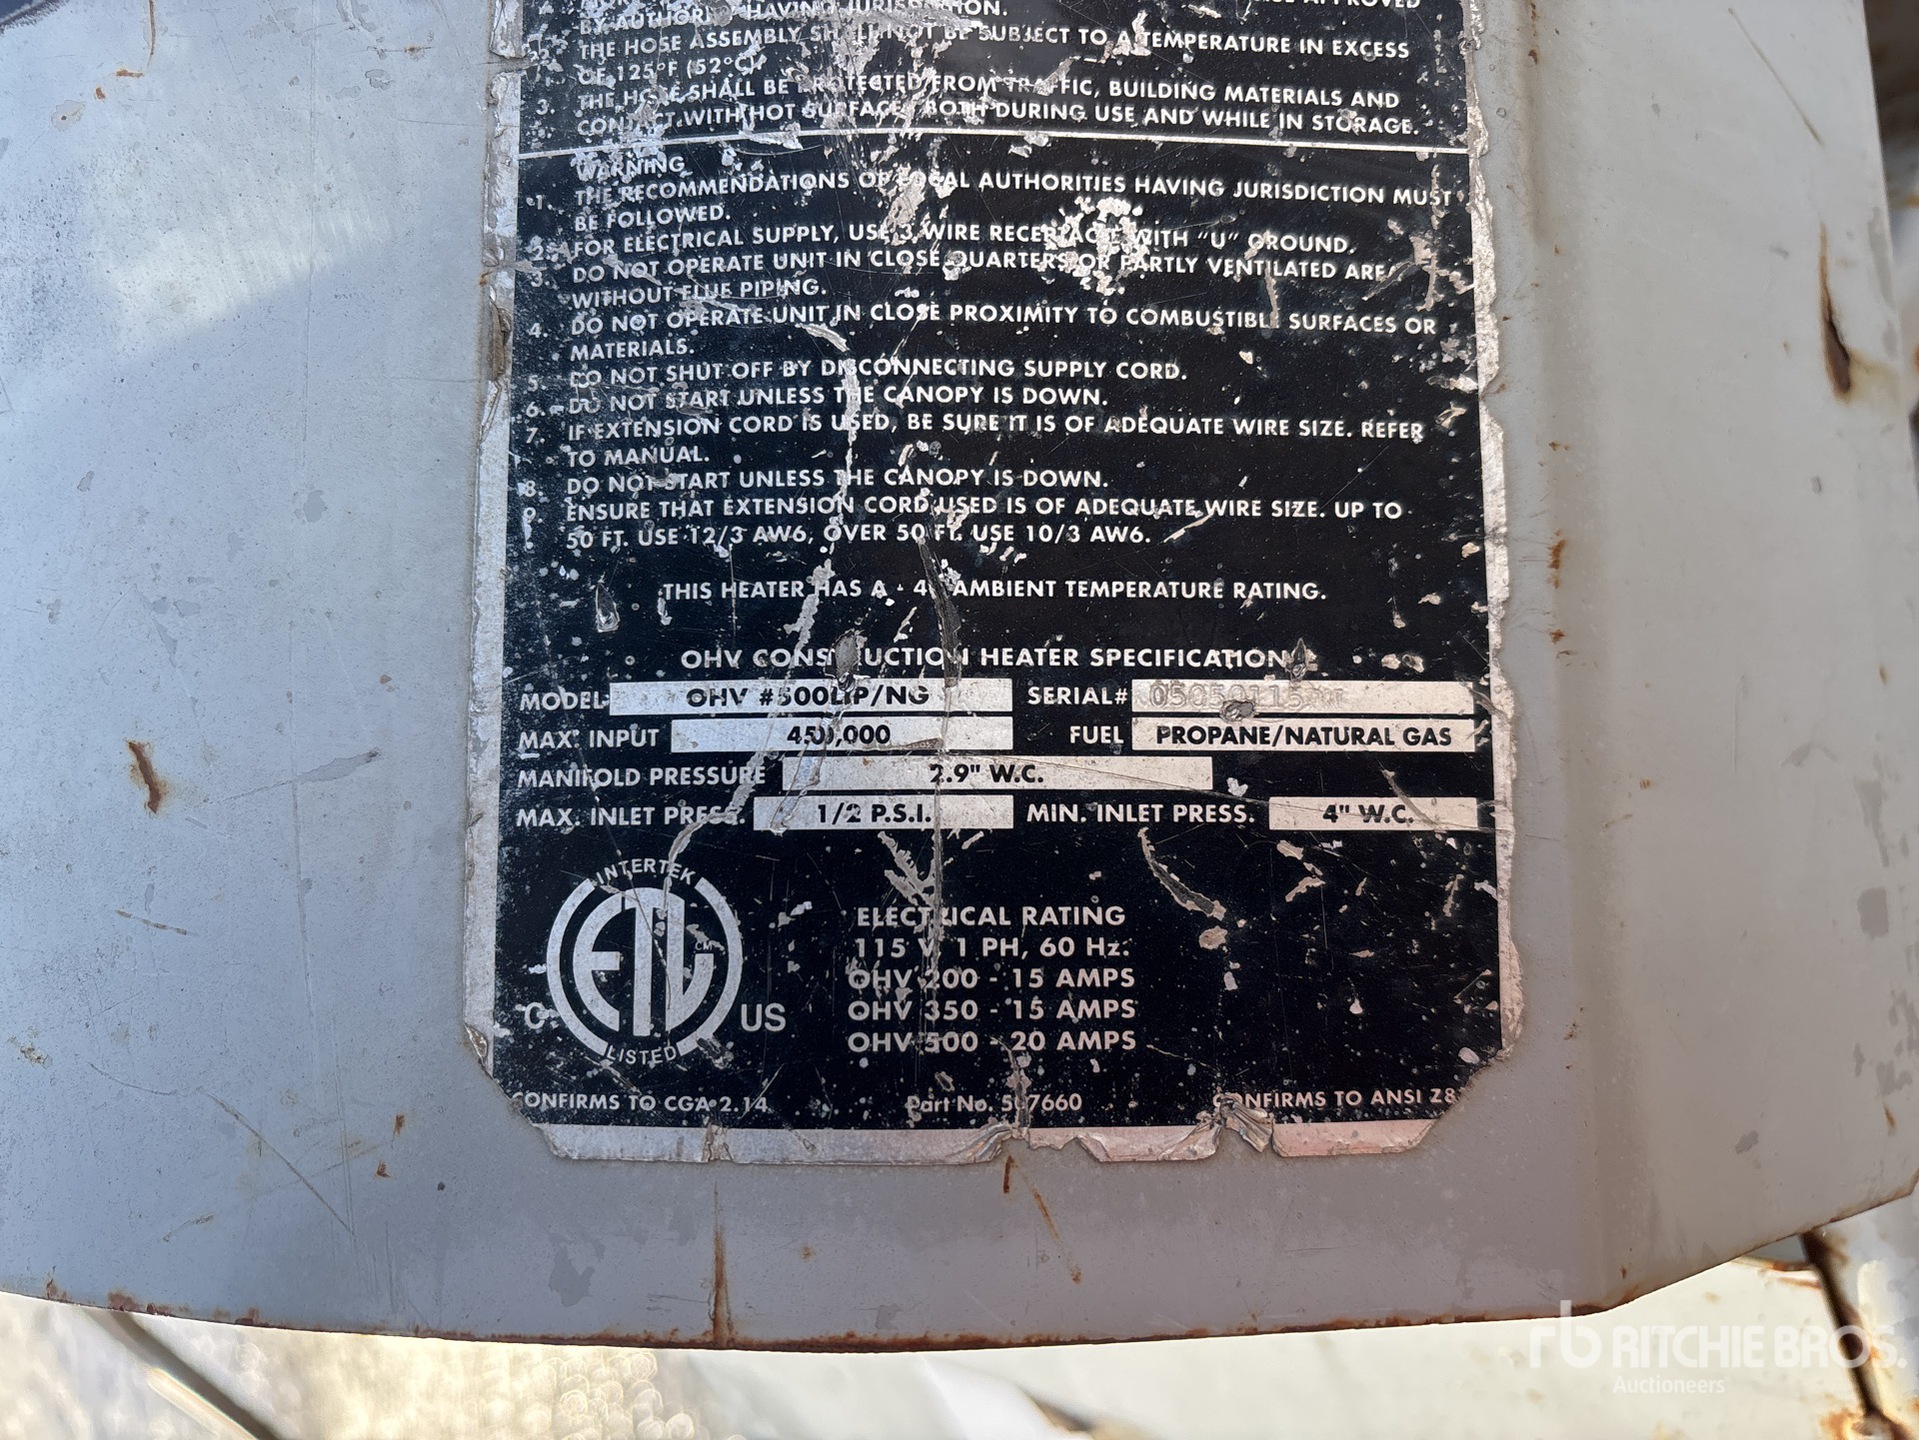 BY AUTHORITY HAVING JURISDICTION.
2. THE HOSE ASSEMBLY SHALL NOT BE SUBJECT TO A TEMPERATURE IN EXCESS
OF 125°F (52°C).
3. THE HOSE SHALL BE PROTECTED FROM TRAFFIC, BUILDING MATERIALS AND
CONTACT WITH HOT SURFACES BOTH DURING USE AND WHILE IN STORAGE.
WARNING
1. THE RECOMMENDATIONS OF LOCAL AUTHORITIES HAVING JURISDICTION MUST
BE FOLLOWED.
2. FOR ELECTRICAL SUPPLY, USE 3 WIRE RECEPTACLE WITH "U" GROUND.
3. DO NOT OPERATE UNIT IN CLOSE QUARTERS OR PARTLY VENTILATED AREA
WITHOUT FLUE PIPING.
4. DO NOT OPERATE UNIT IN CLOSE PROXIMITY TO COMBUSTIBLE SURFACES OR
MATERIALS.
5. DO NOT SHUT OFF BY DISCONNECTING SUPPLY CORD.
6. DO NOT START UNLESS THE CANOPY IS DOWN.
7. IF EXTENSION CORD IS USED, BE SURE IT IS OF ADEQUATE WIRE SIZE. REFER
TO MANUAL.
8. DO NOT START UNLESS THE CANOPY IS DOWN.
9. ENSURE THAT EXTENSION CORD USED IS OF ADEQUATE WIRE SIZE. UP TO
50 FT. USE 12/3 AW6, OVER 50 FT. USE 10/3 AW6.
THIS HEATER HAS A AMBIENT TEMPERATURE RATING.
OHV CONSTRUCTION HEATER SPECIFICATION
MODEL OHV #500LP/NG SERIAL#
MAX. INPUT 450,000 FUEL PROPANE/NATURAL GAS
MANIFOLD PRESSURE 2.9" W.C.
MAX. INLET PRESS. 1/2 P.S.I. MIN. INLET PRESS. 4" W.C.
INTERTEK
ETL CM
C US
LISTED
ELECTRICAL RATING
115 V, 1 PH, 60 Hz.
OHV 200 - 15 AMPS
OHV 350 - 15 AMPS
OHV 500 - 20 AMPS
CONFIRMS TO CGA 2.14 Part No. CONFIRMS TO ANSI
rb RITCHIE BROS.
Auctioneers